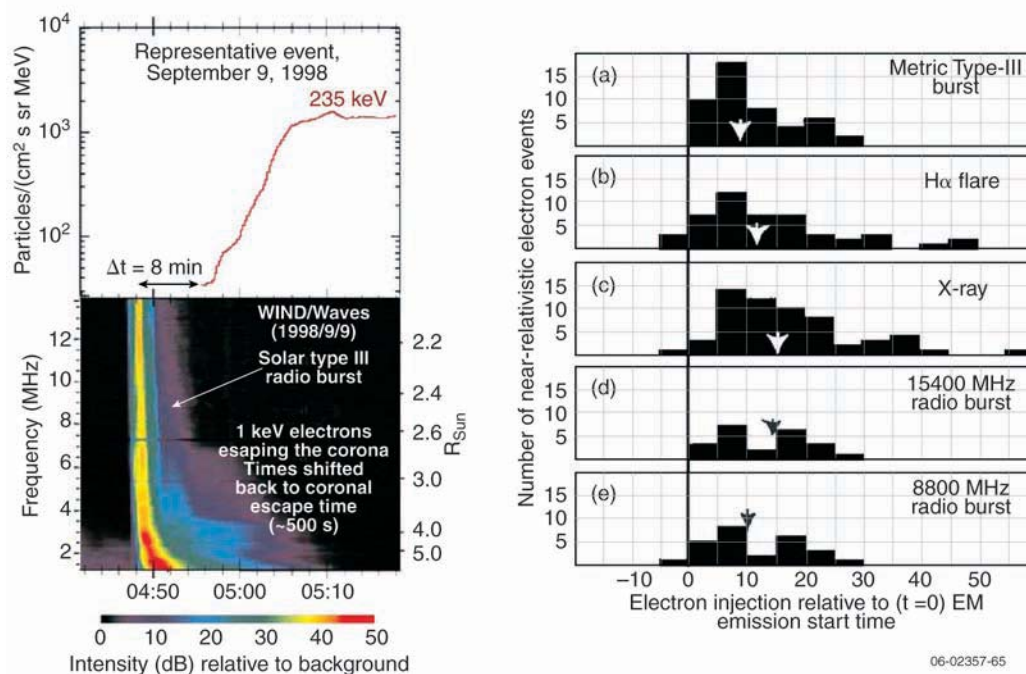 10⁴
10³
10²
Particles/(cm² s sr MeV)
Representative event,
September 9, 1998
235 keV
Δt = 8 min
WIND/Waves
(1998/9/9)
Solar type III
radio burst
1 keV electrons
esaping the corona
Times shifted
back to coronal
escape time
(~500 s)
Frequency (MHz)
12
10
8
6
4
2
2.2
2.4
2.6
3.0
4.0
5.0
R_Sun
04:50 05:00 05:10
0 10 20 30 40 50
Intensity (dB) relative to background
Number of near-relativistic electron events
(a)
Metric Type-III
burst
15
10
5
(b)
Hα flare
15
10
5
(c)
X-ray
15
10
5
(d)
15400 MHz
radio burst
15
10
5
(e)
8800 MHz
radio burst
15
10
5
−10 0 10 20 30 40 50
Electron injection relative to (t =0) EM
emission start time
06-02357-65